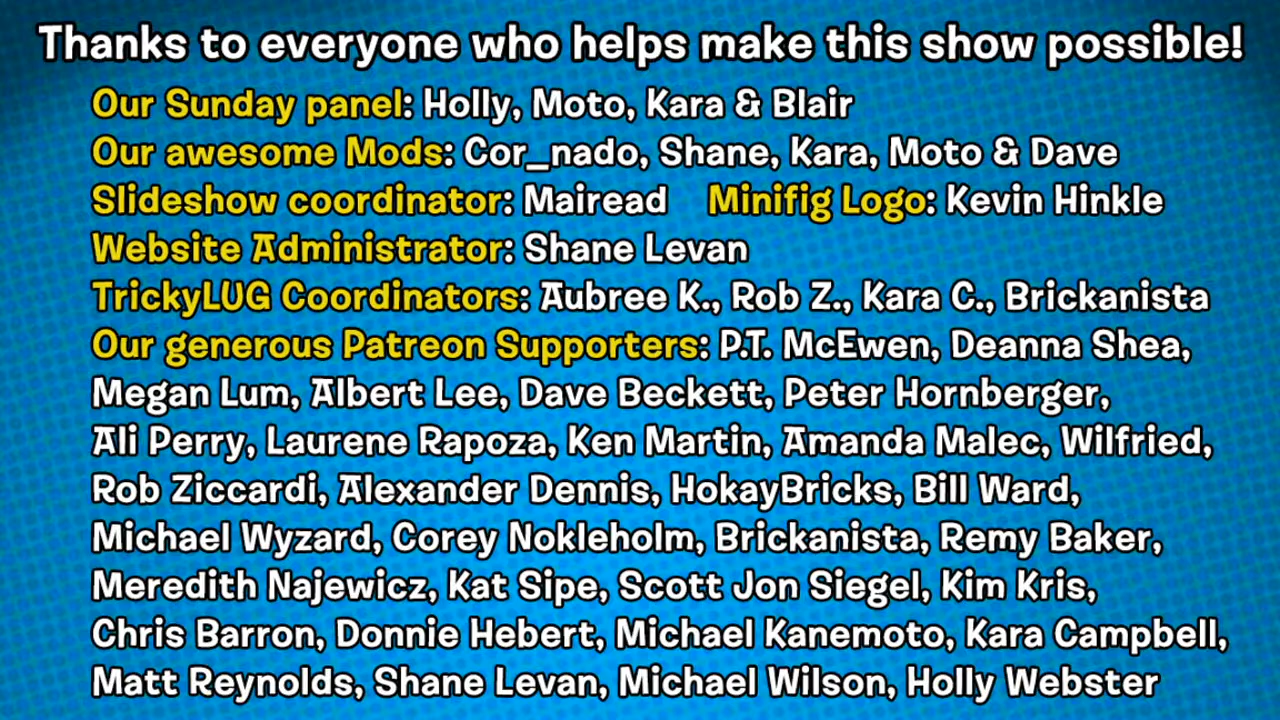 Thanks to everyone who helps make this show possible!
Our Sunday panel: Holly, Moto, Kara & Blair
Our awesome Mods: Cor_nado, Shane, Kara, Moto & Dave
Slideshow coordinator: Mairead Minifig Logo: Kevin Hinkle
Website Administrator: Shane Levan
TrickyLUG Coordinators: Aubree K., Rob Z., Kara C., Brickanista
Our generous Patreon Supporters: P.T. McEwen, Deanna Shea,
Megan Lum, Albert Lee, Dave Beckett, Peter Hornberger,
Ali Perry, Laurene Rapoza, Ken Martin, Amanda Malec, Wilfried,
Rob Ziccardi, Alexander Dennis, HokayBricks, Bill Ward,
Michael Wyzard, Corey Nokleholm, Brickanista, Remy Baker,
Meredith Najewicz, Kat Sipe, Scott Jon Siegel, Kim Kris,
Chris Barron, Donnie Hebert, Michael Kanemoto, Kara Campbell,
Matt Reynolds, Shane Levan, Michael Wilson, Holly Webster